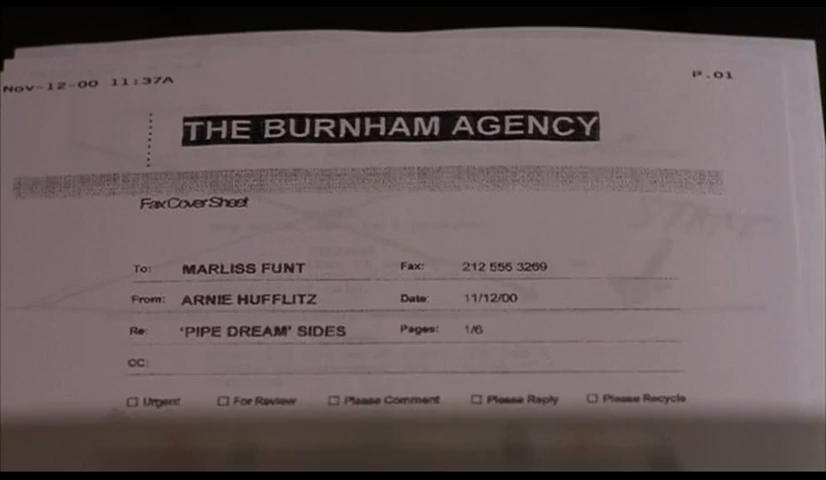 Nov-12-00 11:37A P.01
THE BURNHAM AGENCY
Fax Cover Sheet
To: MARLISS FUNT Fax: 212 555 3269
From: ARNIE HUFFLITZ Date: 11/12/00
Re: 'PIPE DREAM' SIDES Pages: 1/6
CC:
Urgent For Review Please Comment Please Reply Please Recycle
START